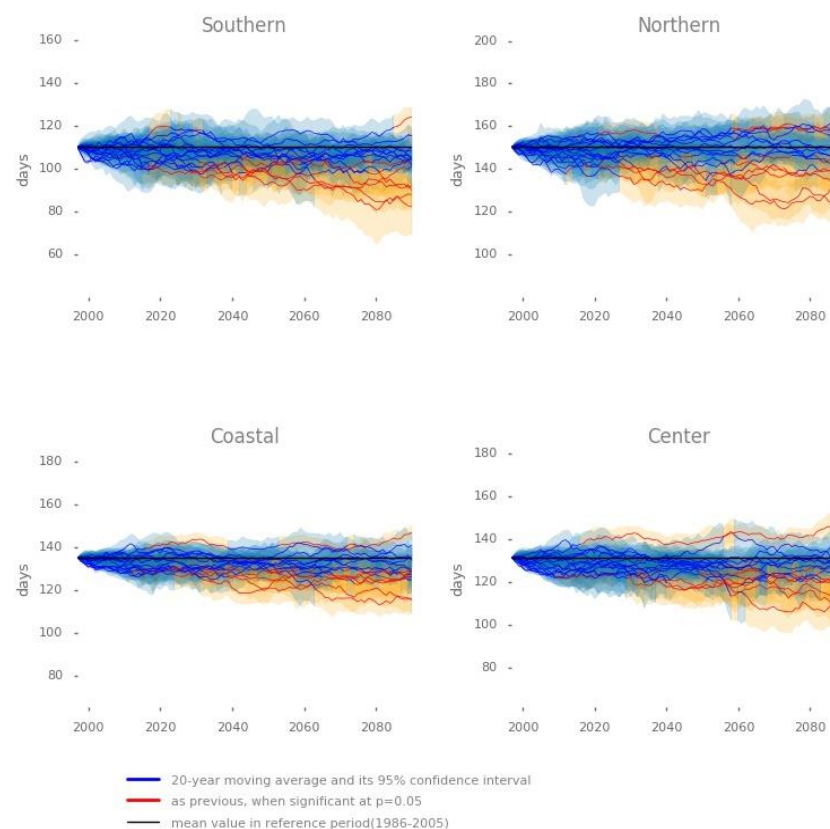 Southern
160
140
120
100
80
60
days
2000 2020 2040 2060 2080
Northern
200
180
160
140
120
100
days
2000 2020 2040 2060 2080
Coastal
180
160
140
120
100
80
days
2000 2020 2040 2060 2080
Center
180
160
140
120
100
80
days
2000 2020 2040 2060 2080
20-year moving average and its 95% confidence interval
as previous, when significant at p=0.05
mean value in reference period(1986-2005)